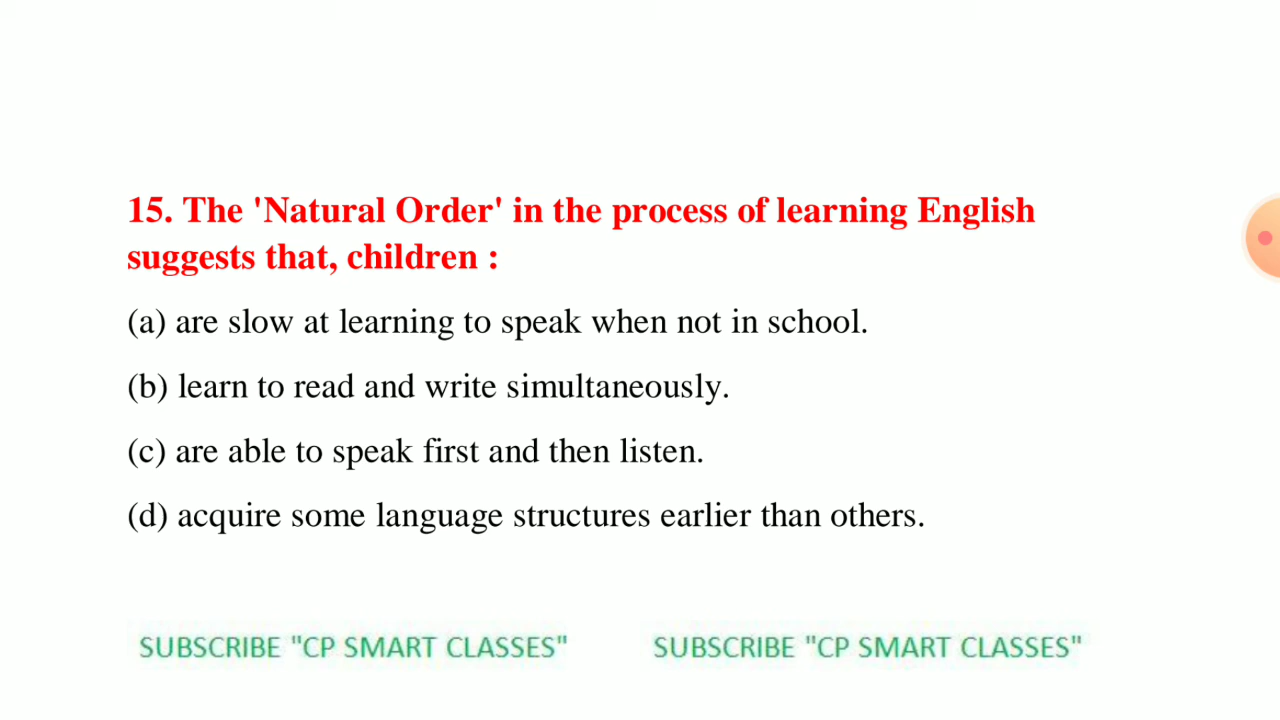 15. The 'Natural Order' in the process of learning English
suggests that, children :
(a) are slow at learning to speak when not in school.
(b) learn to read and write simultaneously.
(c) are able to speak first and then listen.
(d) acquire some language structures earlier than others.
SUBSCRIBE "CP SMART CLASSES" SUBSCRIBE "CP SMART CLASSES"